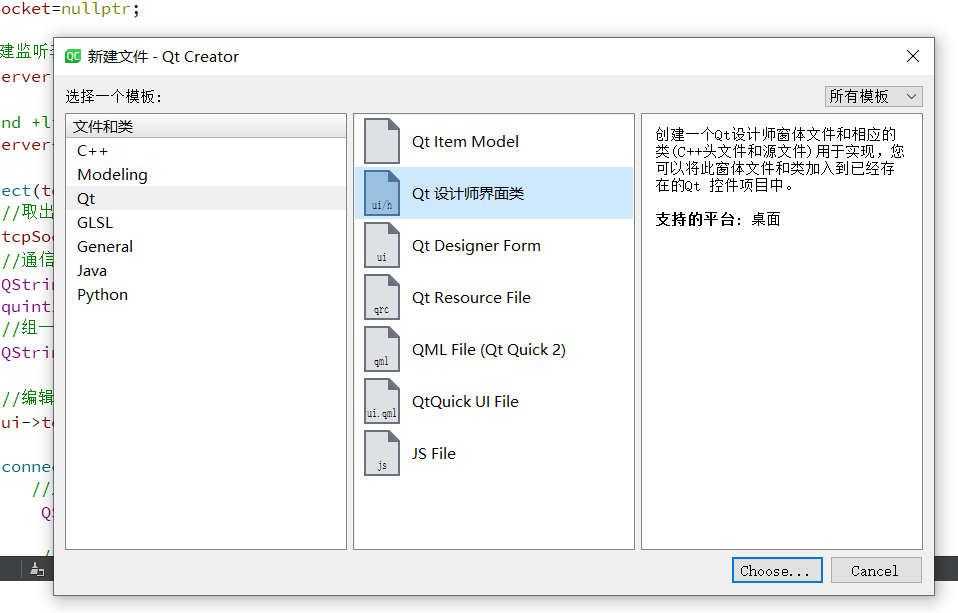 ocket=nullptr;
新建文件 - Qt Creator
选择一个模板:
所有模板
文件和类
C++
Modeling
Qt
GLSL
General
Java
Python
Qt Item Model
ui/h
Qt 设计师界面类
ui
Qt Designer Form
qrc
Qt Resource File
qml
QML File (Qt Quick 2)
ui.qml
QtQuick UI File
js
JS File
创建一个Qt设计师窗体文件和相应的
类(C++头文件和源文件)用于实现，您
可以将此窗体文件和类加入到已经存
在的Qt 控件项目中。
支持的平台: 桌面
Choose...
Cancel
建监听
erver
nd +l
erver
ect(t
//取出
tcpSo
//通信
QStri
quint
//组一
QStri
//编辑
ui->t
conne
//
QS